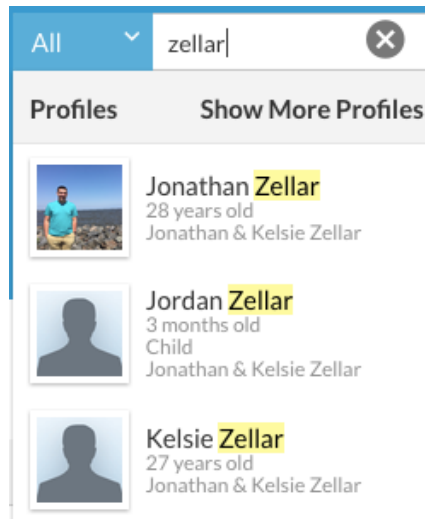 All zellar
Profiles Show More Profiles
Jonathan Zellar
28 years old
Jonathan & Kelsie Zellar
Jordan Zellar
3 months old
Child
Jonathan & Kelsie Zellar
Kelsie Zellar
27 years old
Jonathan & Kelsie Zellar